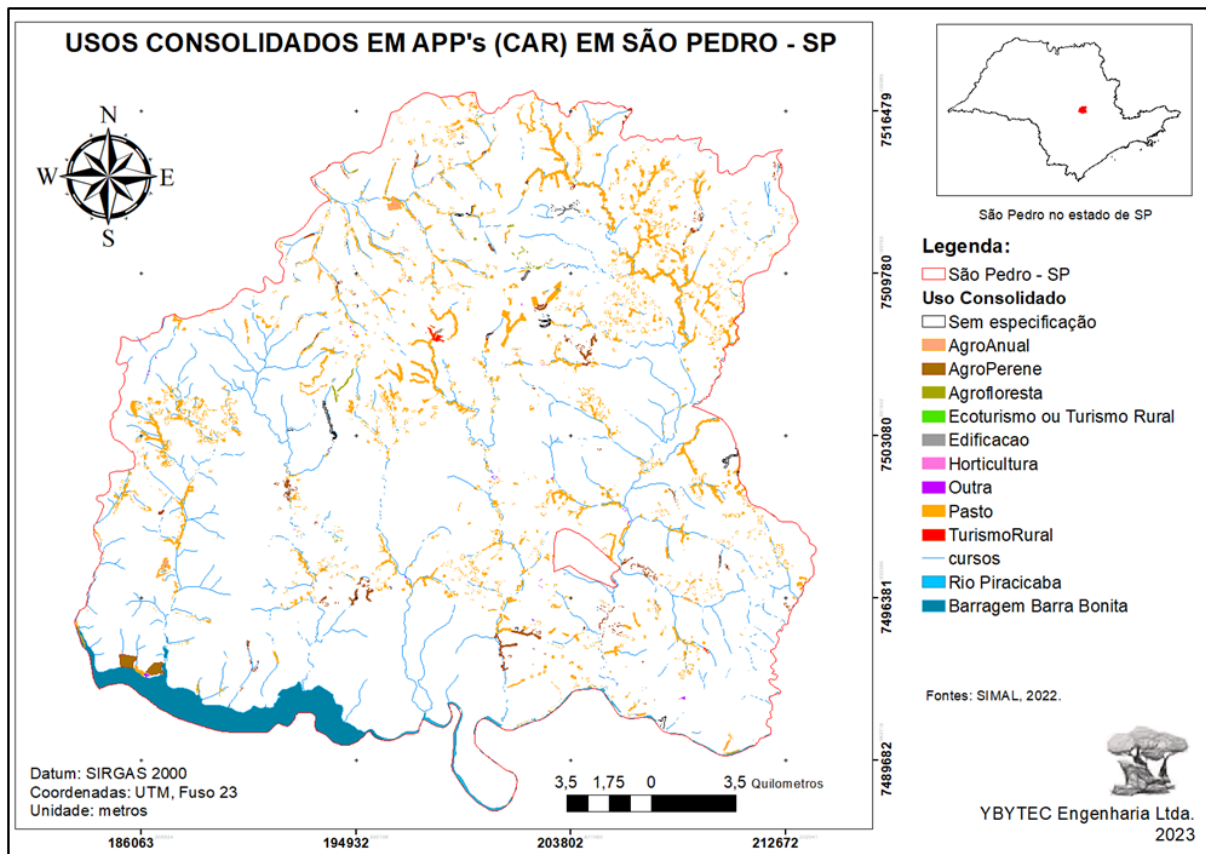 USOS CONSOLIDADOS EM APP's (CAR) EM SÃO PEDRO - SP
N
W E
S
7516479
7509780
7503080
7496381
7489682
São Pedro no estado de SP
Legenda:
São Pedro - SP
Uso Consolidado
Sem especificação
AgroAnual
AgroPerene
Agrofloresta
Ecoturismo ou Turismo Rural
Edificacao
Horticultura
Outra
Pasto
TurismoRural
cursos
Rio Piracicaba
Barragem Barra Bonita
Fontes: SIMAL, 2022.
Datum: SIRGAS 2000
Coordenadas: UTM, Fuso 23
Unidade: metros
3,5 1,75 0 3,5 Quilometros
YBYTEC Engenharia Ltda.
2023
186063 194932 203802 212672